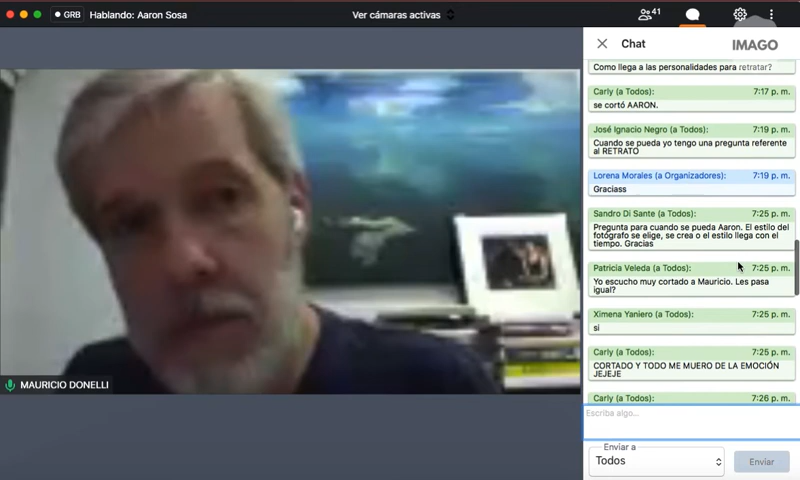 GRB Hablando: Aaron Sosa
Ver cámaras activas
41
Chat
IMAGO
Como llega a las personalidades para retratar?
Carly (a Todos): 7:17 p. m.
se cortó AARON.
José Ignacio Negro (a Todos): 7:19 p. m.
Cuando se pueda yo tengo una pregunta referente
al RETRATO
Lorena Morales (a Organizadores): 7:19 p. m.
Graciass
Sandro Di Sante (a Todos): 7:25 p. m.
Pregunta para cuando se pueda Aaron. El estilo del
fotógrafo se elige, se crea o el estilo llega con el
tiempo. Gracias
Patricia Veleda (a Todos): 7:25 p. m.
Yo escucho muy cortado a Mauricio. Les pasa
igual?
Ximena Yaniero (a Todos): 7:25 p. m.
si
Carly (a Todos): 7:25 p. m.
CORTADO Y TODO ME MUERO DE LA EMOCIÓN
JEJEJE
Carly (a Todos): 7:26 p. m.
Escriba algo...
Enviar a
Todos
Enviar
MAURICIO DONELLI